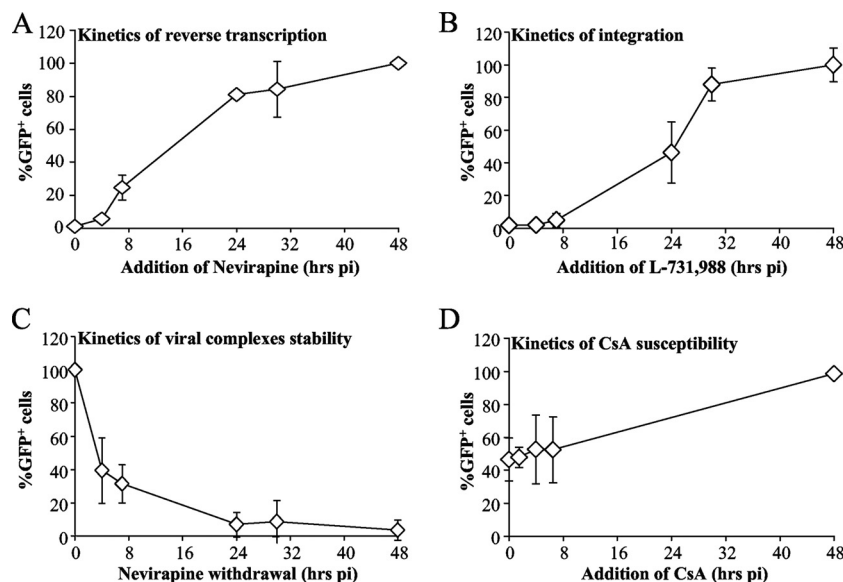 A
Kinetics of reverse transcription
120
100
80
60
40
20
0
%GFP⁺ cells
0 8 16 24 32 40 48
Addition of Nevirapine (hrs pi)
B
Kinetics of integration
120
100
80
60
40
20
0
%GFP⁺ cells
0 8 16 24 32 40 48
Addition of L-731,988 (hrs pi)
C
Kinetics of viral complexes stability
120
100
80
60
40
20
0
%GFP⁺ cells
0 8 16 24 32 40 48
Nevirapine withdrawal (hrs pi)
D
Kinetics of CsA susceptibility
120
100
80
60
40
20
0
%GFP⁺ cells
0 8 16 24 32 40 48
Addition of CsA (hrs pi)